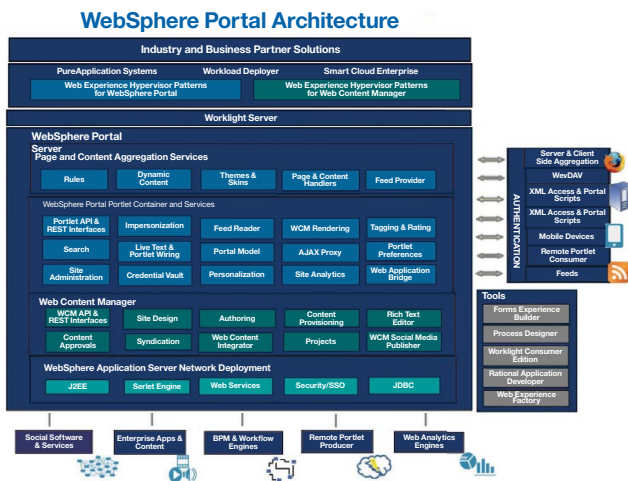 WebSphere Portal Architecture
Industry and Business Partner Solutions
PureApplication Systems
Workload Deployer
Smart Cloud Enterprise
Web Experience Hypervisor Patterns
for WebSphere Portal
Web Experience Hypervisor Patterns
for Web Content Manager
Worklight Server
WebSphere Portal
Server
Page and Content Aggregation Services
Rules
Dynamic
Content
Themes &
Skins
Page & Content
Handlers
Feed Provider
WebSphere Portal Portlet Container and Services
Portlet API &
REST Interfaces
Impersonization
Feed Reader
WCM Rendering
Tagging & Rating
Search
Live Text &
Portlet Wiring
Portal Model
AJAX Proxy
Portlet
Preferences
Site
Administration
Credential Vault
Personalization
Site Analytics
Web Application
Bridge
Web Content Manager
WCM API &
REST Interfaces
Site Design
Authoring
Content
Provisioning
Rich Text
Editor
Content
Approvals
Syndication
Web Content
Integrator
Projects
WCM Social Media
Publisher
WebSphere Application Server Network Deployment
J2EE
Serlet Engine
Web Services
Security/SSO
JDBC
AUTHENTICATION
Server & Client
Side Aggregation
WevDAV
XML Access & Portal
Scripts
XML Access & Portal
Scripts
Mobile Devices
Remote Portlet
Consumer
Feeds
Tools
Forms Experience
Builder
Process Designer
Worklight Consumer
Edition
Rational Application
Developer
Web Experience
Factory
Social Software
& Services
Enterprise Apps &
Content
BPM & Workflow
Engines
Remote Portlet
Producer
Web Analytics
Engines